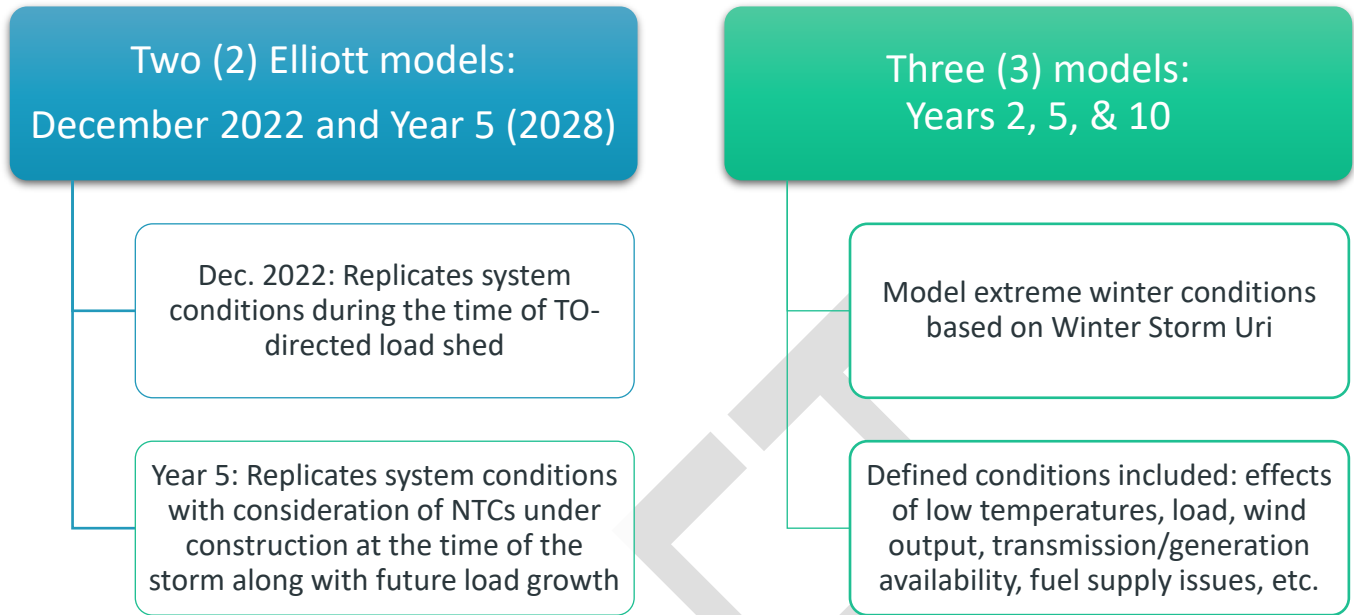 Two (2) Elliott models:
December 2022 and Year 5 (2028)
Dec. 2022: Replicates system
conditions during the time of TO-
directed load shed
Year 5: Replicates system conditions
with consideration of NTCs under
construction at the time of the
storm along with future load growth
Three (3) models:
Years 2, 5, & 10
Model extreme winter conditions
based on Winter Storm Uri
Defined conditions included: effects
of low temperatures, load, wind
output, transmission/generation
availability, fuel supply issues, etc.